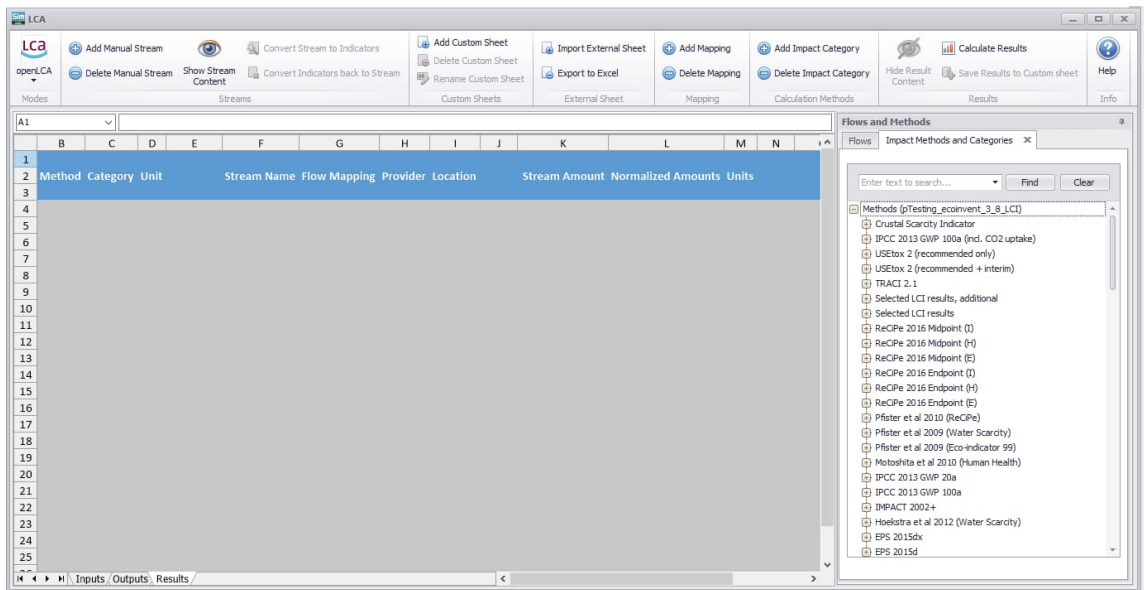 Sim LCA
LCA
openLCA
Modes
Add Manual Stream
Delete Manual Stream
Show Stream
Content
Convert Stream to Indicators
Convert Indicators back to Stream
Streams
Add Custom Sheet
Delete Custom Sheet
Rename Custom Sheet
Custom Sheets
Import External Sheet
Export to Excel
External Sheet
Add Mapping
Delete Mapping
Mapping
Add Impact Category
Delete Impact Category
Calculation Methods
Hide Result
Content
Calculate Results
Save Results to Custom sheet
Results
Help
Info
A1
B C D E F G H I J K L M N
1
2 Method Category Unit Stream Name Flow Mapping Provider Location Stream Amount Normalized Amounts Units
3
4
5
6
7
8
9
10
11
12
13
14
15
16
17
18
19
20
21
22
23
24
25
Inputs Outputs Results
Flows and Methods
Flows Impact Methods and Categories X
Enter text to search... Find Clear
Methods (pTesting_ecoinvent_3_8_LCI)
Crustal Scarcity Indicator
IPCC 2013 GWP 100a (incl. CO2 uptake)
USEtox 2 (recommended only)
USEtox 2 (recommended + interim)
TRACI 2.1
Selected LCI results, additional
Selected LCI results
ReCiPe 2016 Midpoint (I)
ReCiPe 2016 Midpoint (H)
ReCiPe 2016 Midpoint (E)
ReCiPe 2016 Endpoint (I)
ReCiPe 2016 Endpoint (H)
ReCiPe 2016 Endpoint (E)
Pfister et al 2010 (ReCiPe)
Pfister et al 2009 (Water Scarcity)
Pfister et al 2009 (Eco-indicator 99)
Motoshita et al 2010 (Human Health)
IPCC 2013 GWP 20a
IPCC 2013 GWP 100a
IMPACT 2002+
Hoekstra et al 2012 (Water Scarcity)
EPS 2015dx
EPS 2015d